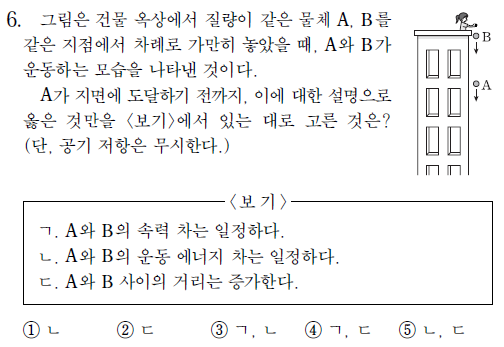 6. 그림은 건물 옥상에서 질량이 같은 물체 A, B를
같은 지점에서 차례로 가만히 놓았을 때, A와 B가
운동하는 모습을 나타낸 것이다.
A가 지면에 도달하기 전까지, 이에 대한 설명으로
옳은 것만을 <보기>에서 있는 대로 고른 것은?
(단, 공기 저항은 무시한다.)
B
A
<보 기>
ㄱ. A와 B의 속력 차는 일정하다.
ㄴ. A와 B의 운동 에너지 차는 일정하다.
ㄷ. A와 B 사이의 거리는 증가한다.
① ㄴ ② ㄷ ③ ㄱ, ㄴ ④ ㄱ, ㄷ ⑤ ㄴ, ㄷ